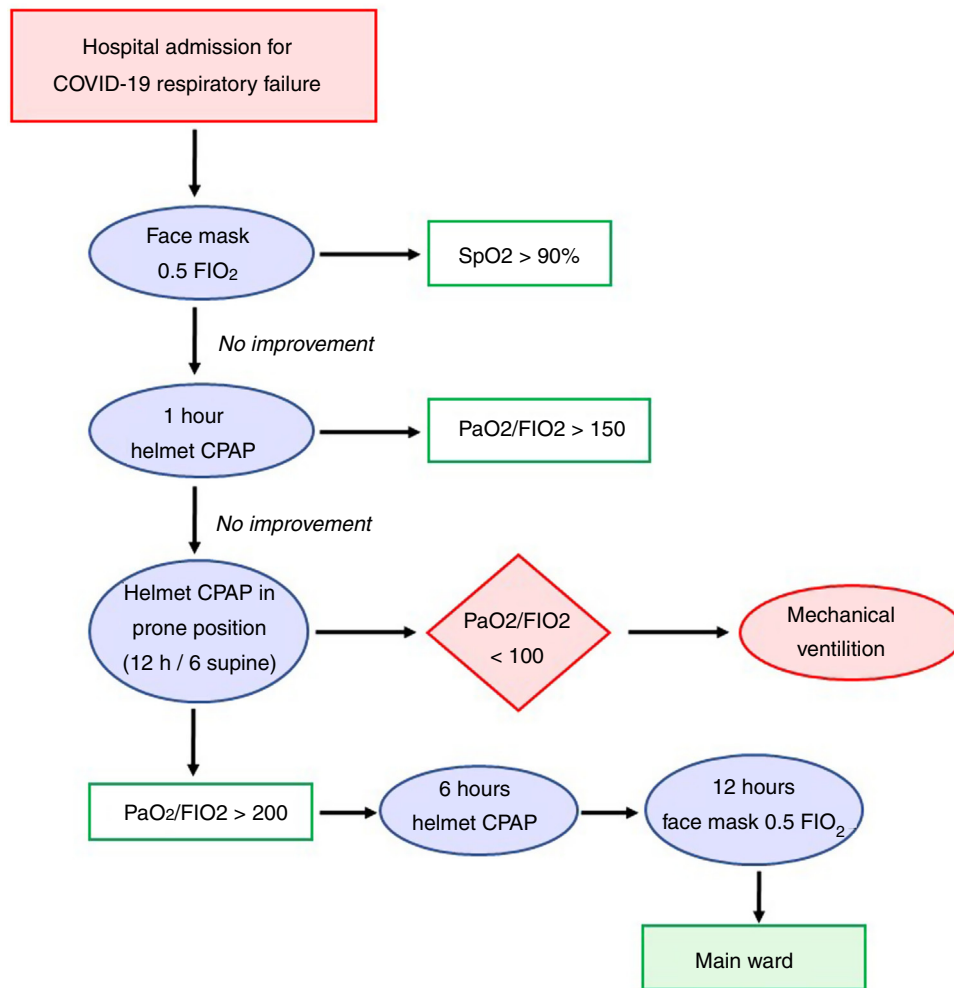 Hospital admission for
COVID-19 respiratory failure
Face mask
0.5 FIO₂
SpO2 > 90%
No improvement
1 hour
helmet CPAP
PaO2/FIO2 > 150
No improvement
Helmet CPAP in
prone position
(12 h / 6 supine)
PaO2/FIO2
< 100
Mechanical
ventilition
PaO₂/FIO2 > 200
6 hours
helmet CPAP
12 hours
face mask 0.5 FIO₂
Main ward